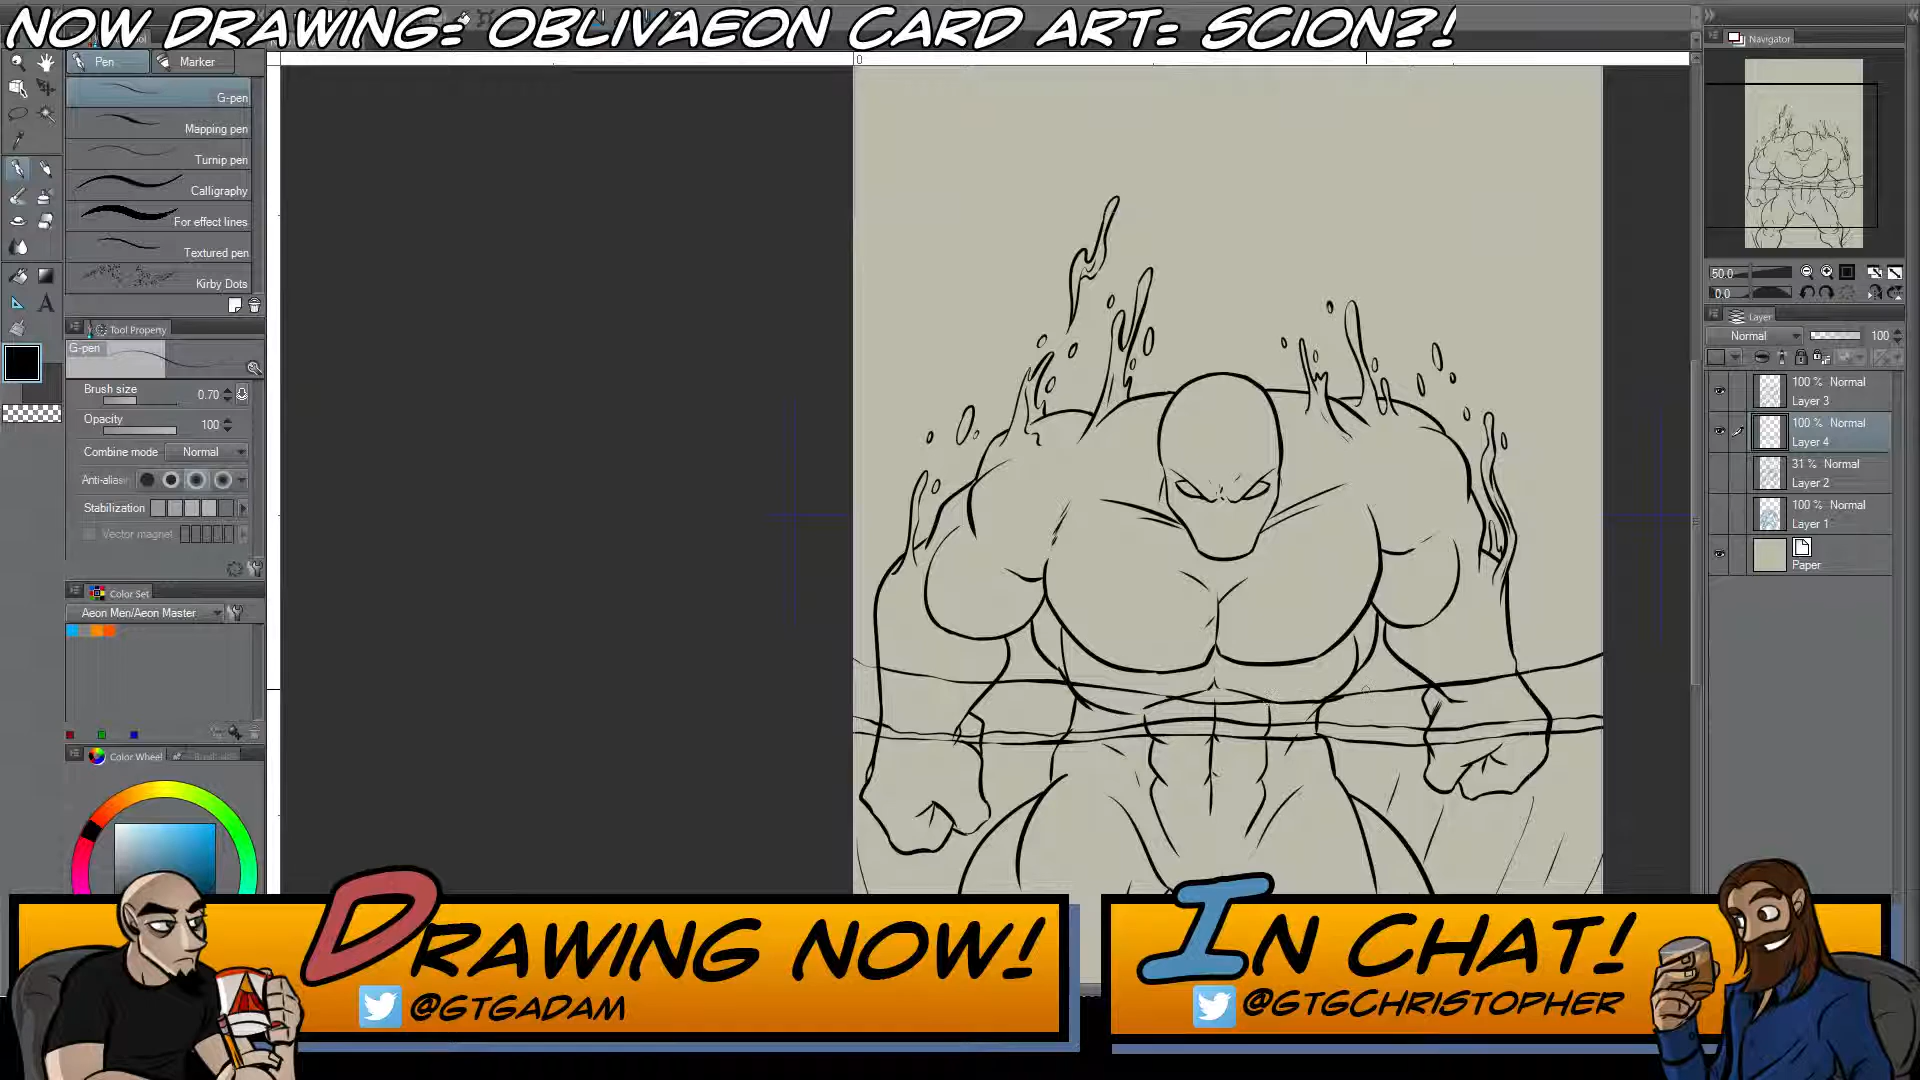 NOW DRAWING: OBLIVAEON CARD ART: SCION?!
Pen
Marker
G-pen
Mapping pen
Turnip pen
Calligraphy
For effect lines
Textured pen
Kirby Dots
Tool Property
G-pen
Brush size 0.70
Opacity 100
Combine mode Normal
Anti-alias
Stabilization
Vector magnet
Color Set
Aeon Men/Aeon Master
Color Wheel
0
Navigator
50.0
0.0
Layer
Normal 100
100 % Normal
Layer 3
100 % Normal
Layer 4
31 % Normal
Layer 2
100 % Normal
Layer 1
Paper
DRAWING NOW!
@GTGADAM
IN CHAT!
@GTGCHRISTOPHER